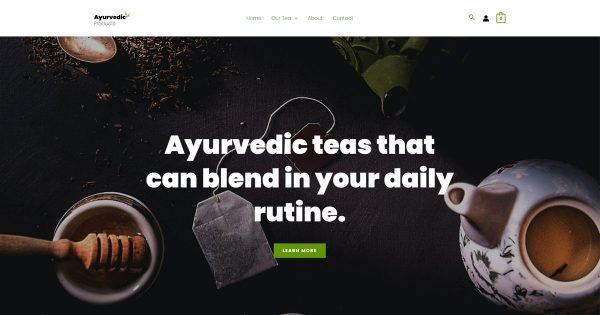 Ayurvedic
Products
Home Our Tea About Contact
0
Ayurvedic teas that
can blend in your daily
rutine.
LEARN MORE